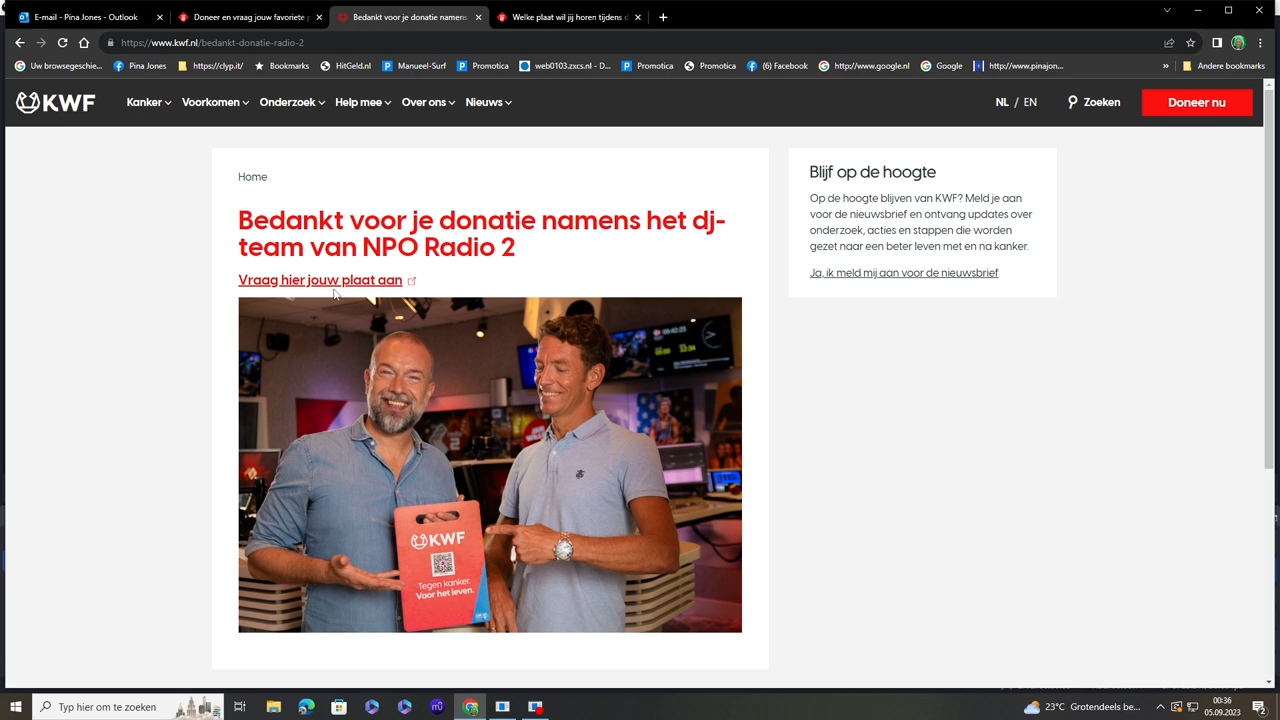 E-mail - Pina Jones - Outlook
Doneer en vraag jouw favoriete p
Bedankt voor je donatie namens
Welke plaat wil jij horen tijdens d
https://www.kwf.nl/bedankt-donatie-radio-2
Uw browsegeschie...
Pina Jones
https://clyp.it/
Bookmarks
HitGeld.nl
Manueel-Surf
Promotica
web0103.zxcs.nl - D...
Promotica
Promotica
(6) Facebook
http://www.google.nl
Google
http://www.pinajon...
»
Andere bookmarks
KWF
Kanker
Voorkomen
Onderzoek
Help mee
Over ons
Nieuws
NL / EN
Zoeken
Doneer nu
Home
Bedankt voor je donatie namens het dj-
team van NPO Radio 2
Vraag hier jouw plaat aan
KWF
Tegen kanker.
Voor het leven.
Blijf op de hoogte
Op de hoogte blijven van KWF? Meld je aan
voor de nieuwsbrief en ontvang updates over
onderzoek, acties en stappen die worden
gezet naar een beter leven met en na kanker.
Ja, ik meld mij aan voor de nieuwsbrief
Typ hier om te zoeken
23°C Grotendeels be...
00:36
05.09.2023
2